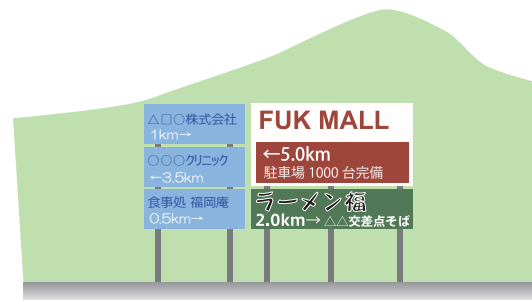 △□○株式会社
1km→
○○○クリニック
←3.5km
食事処 福岡庵
0.5km→
FUK MALL
←5.0km
駐車場 1000 台完備
ラーメン福
2.0km→ △△交差点そば